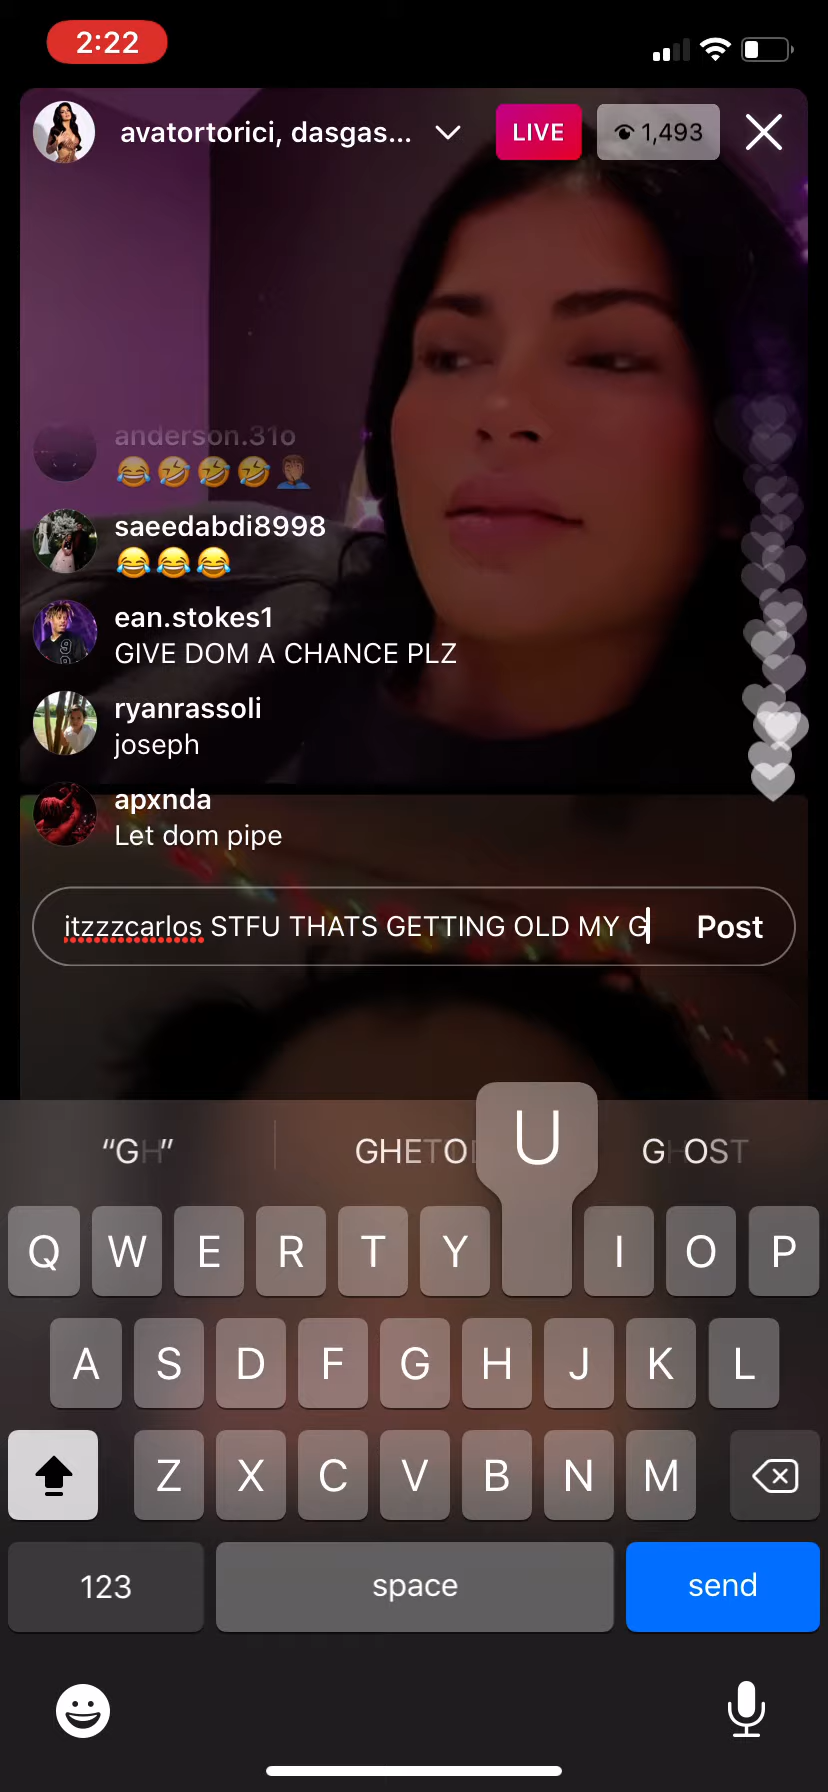 2:22
avatortorici, dasgas...
LIVE
1,493
anderson.31o
😂🤣🤣🤣🤦🏽‍♂️
saeedabdi8998
😂😂😂
ean.stokes1
GIVE DOM A CHANCE PLZ
ryanrassoli
joseph
apxnda
Let dom pipe
itzzzcarlos STFU THATS GETTING OLD MY G Post
“GH” GHETO GHOST
U
Q W E R T Y I O P
A S D F G H J K L
Z X C V B N M
123 space send